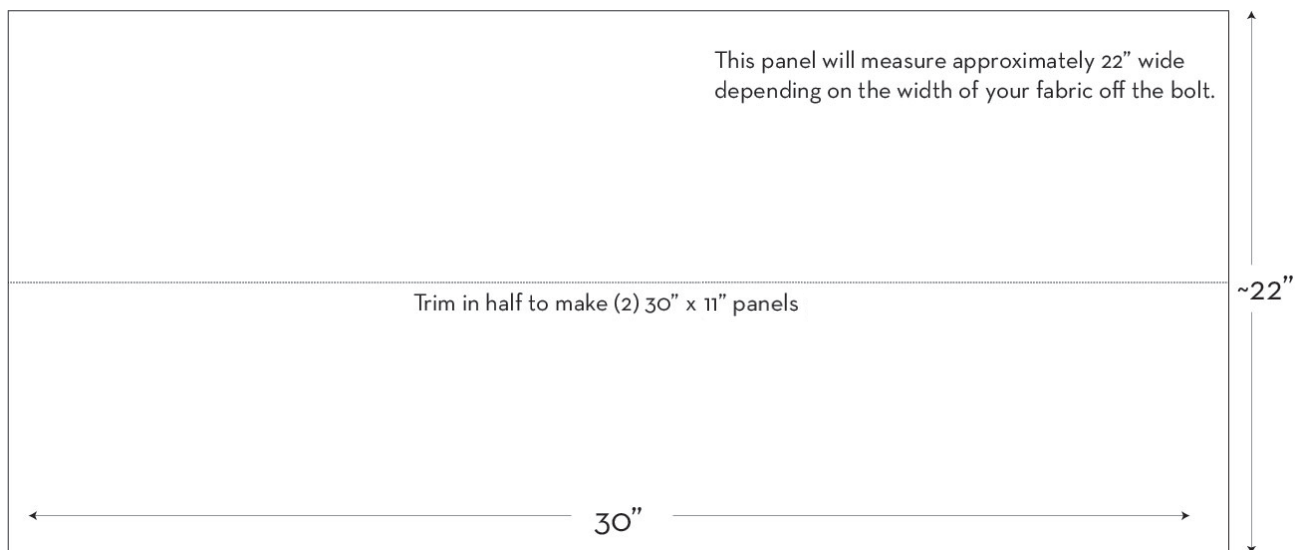 This panel will measure approximately 22” wide
depending on the width of your fabric off the bolt.
~22”
Trim in half to make (2) 30” x 11” panels
30”